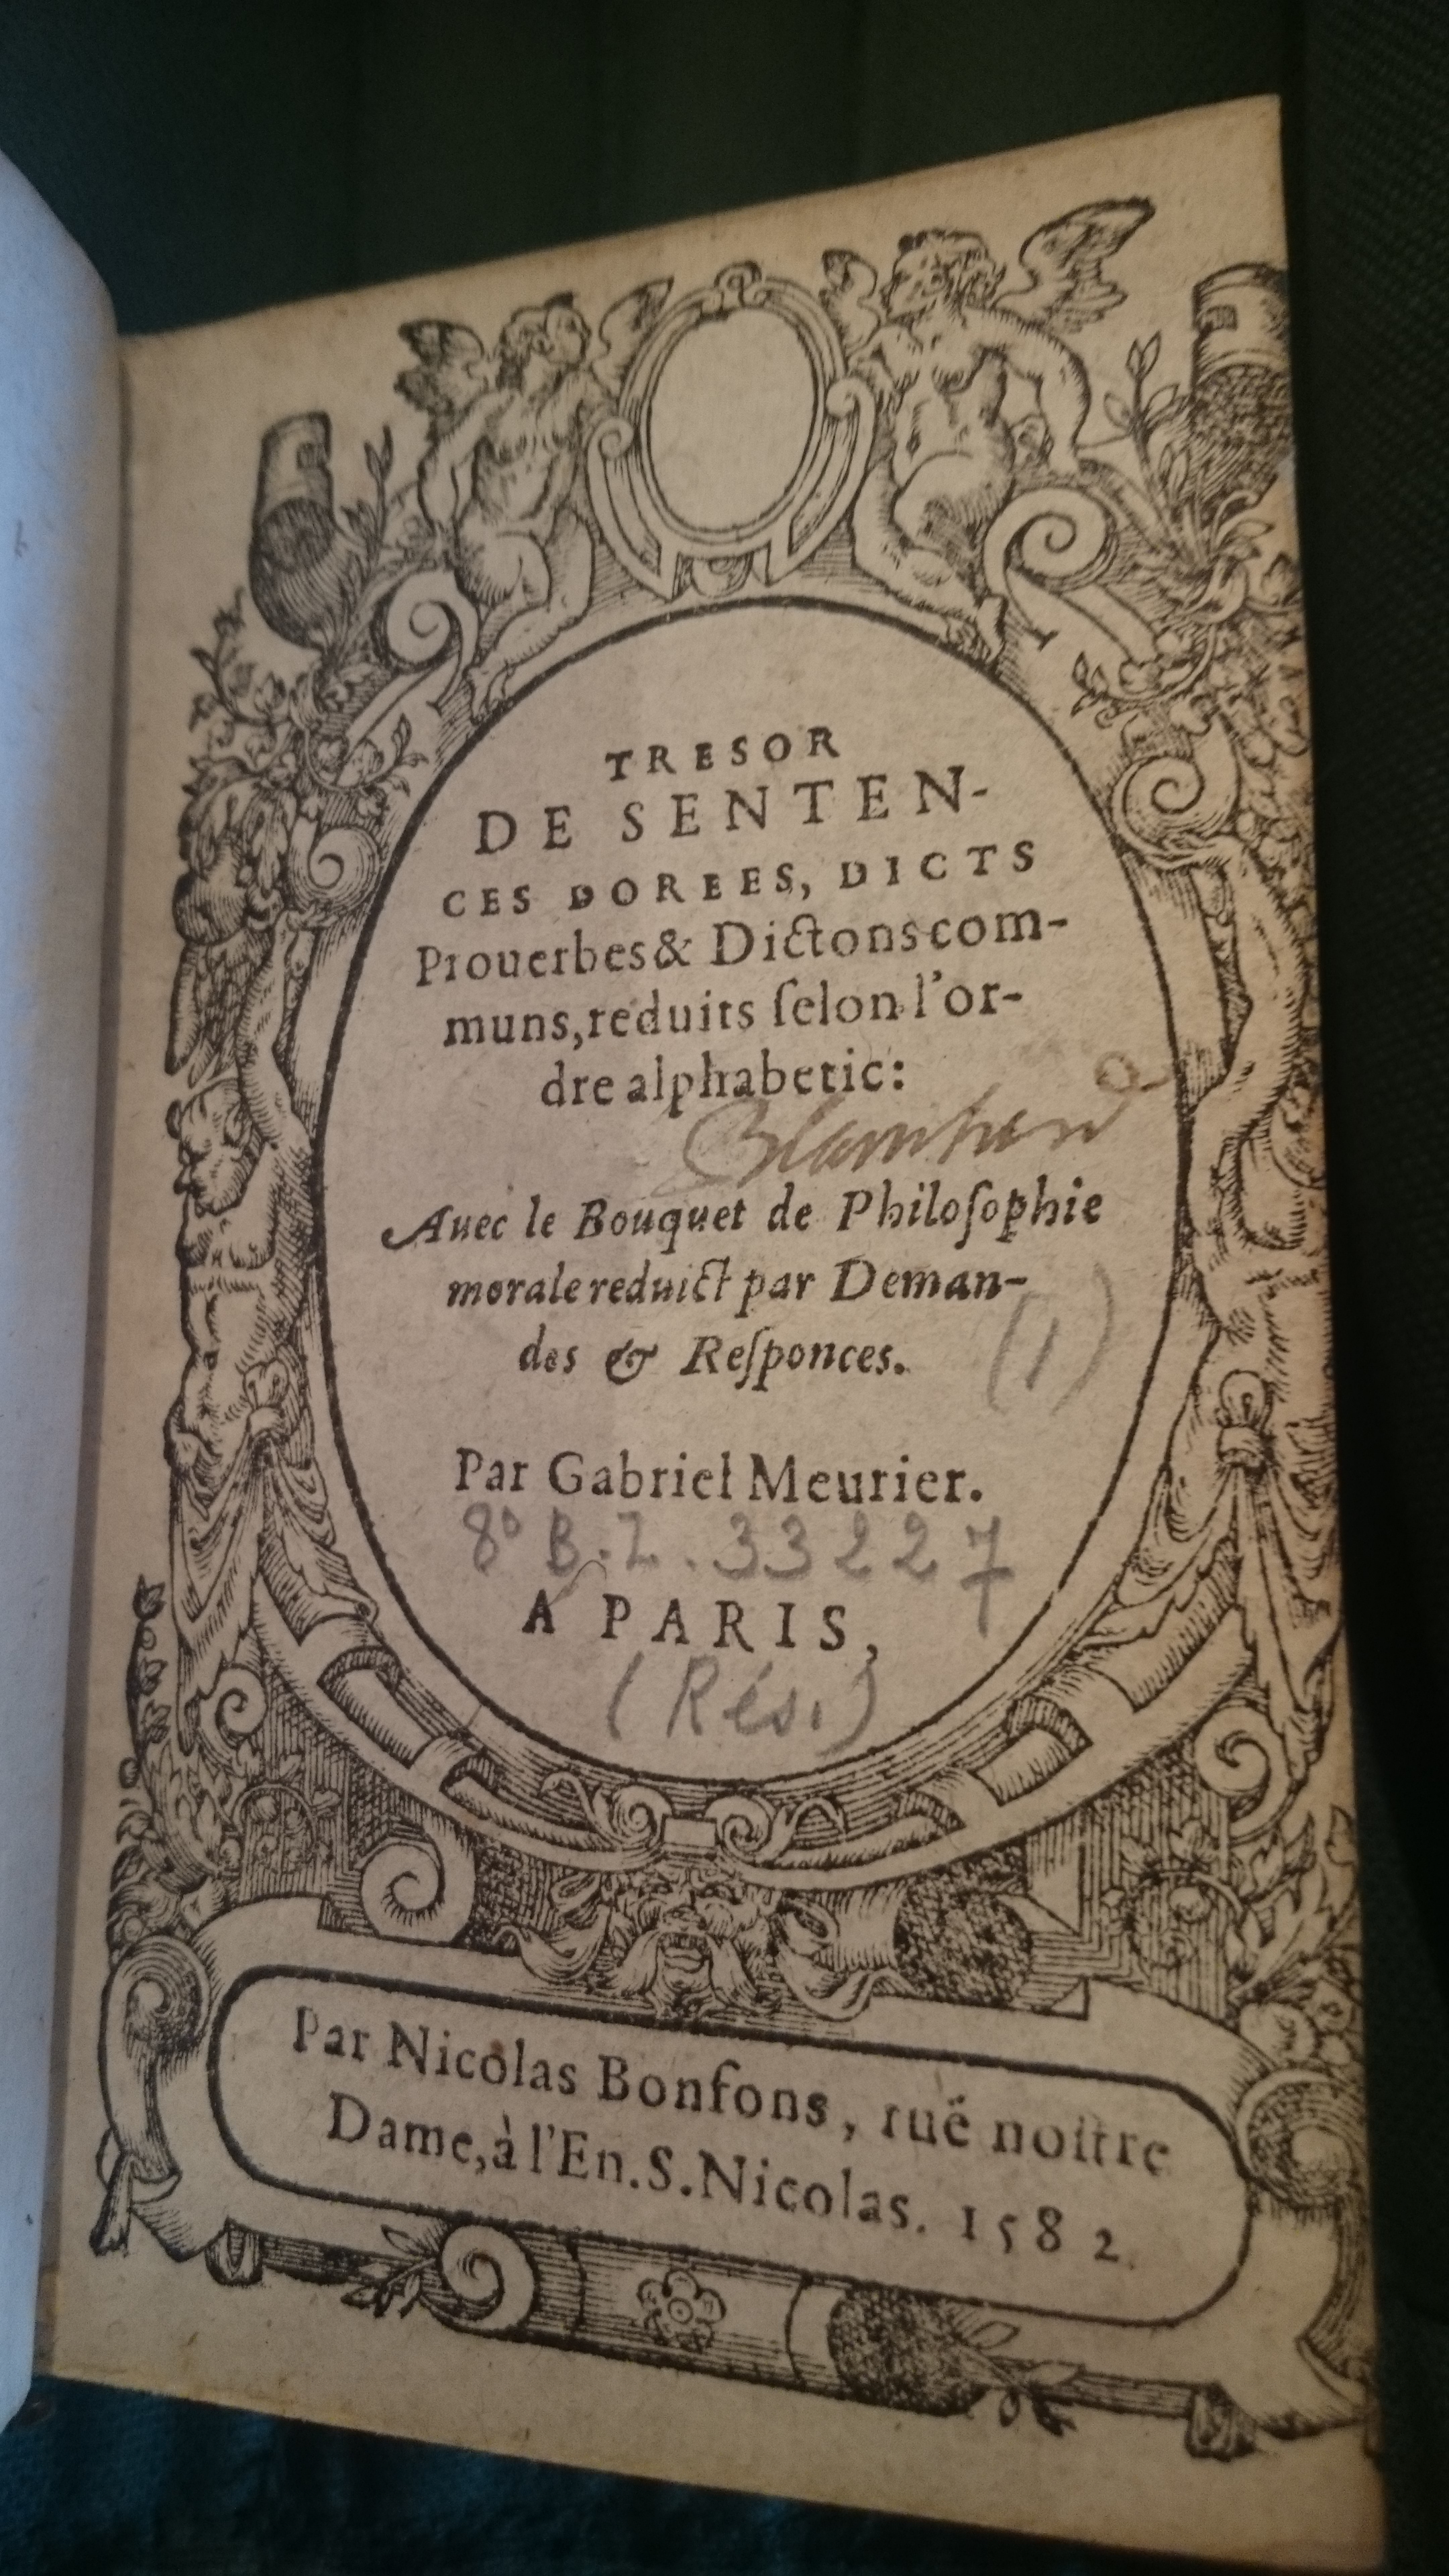 TRESOR
DE SENTEN-
CES DOREES, DICTS
Prouerbes & Dictons com-
muns, reduits ſelon l'or-
dre alphabetic:
Auec le Bouquet de Philoſophie
morale reduict par Deman-
(1)
des & Reſponces.
Par Gabriel Meurier.
8° B.L. 33227
A PARIS,
(Rés.)
Par Nicolas Bonfons, ruë noſtre
Dame, à l'En. S. Nicolas. 1582.